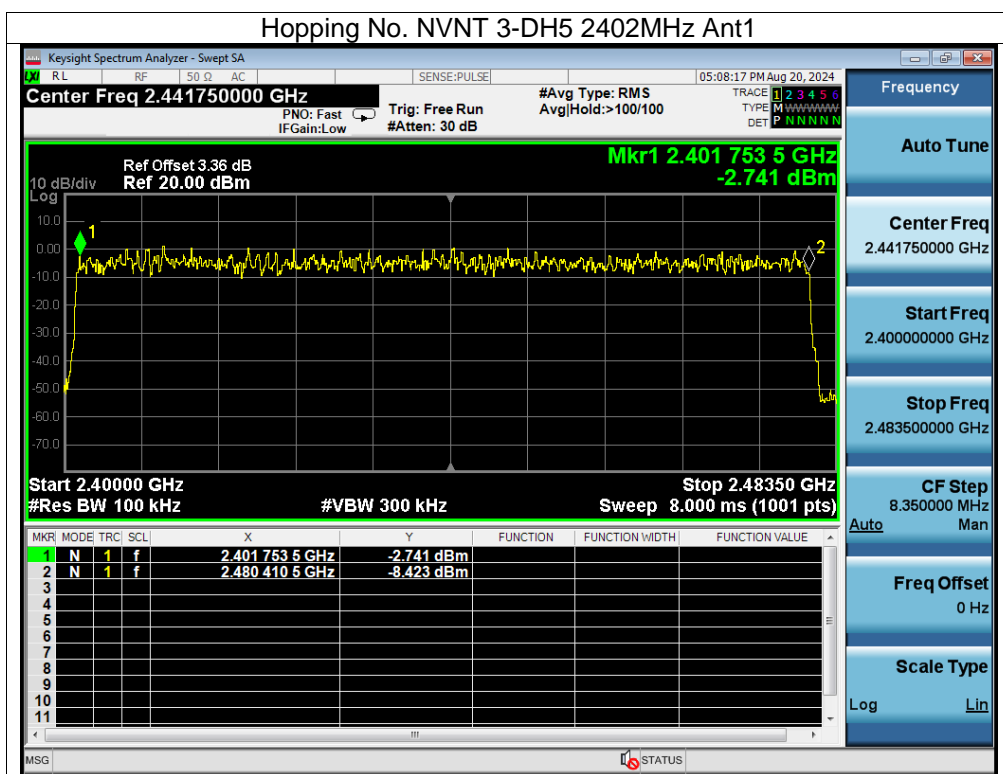 Hopping No. NVNT 3-DH5 2402MHz Ant1
Keysight Spectrum Analyzer - Swept SA
LXI RL RF 50 Ω AC SENSE:PULSE 05:08:17 PM Aug 20, 2024
Center Freq 2.441750000 GHz #Avg Type: RMS TRACE 1 2 3 4 5 6
PNO: Fast Trig: Free Run Avg|Hold:>100/100 TYPE M W W W W W
IFGain:Low #Atten: 30 dB DET P N N N N N
Frequency
Auto Tune
Center Freq
2.441750000 GHz
Start Freq
2.400000000 GHz
Stop Freq
2.483500000 GHz
CF Step
8.350000 MHz
Auto Man
Freq Offset
0 Hz
Scale Type
Log Lin
Mkr1 2.401 753 5 GHz
Ref Offset 3.36 dB
10 dB/div Ref 20.00 dBm -2.741 dBm
Log
10.0
0.00
-10.0
-20.0
-30.0
-40.0
-50.0
-60.0
-70.0
1
2
Start 2.40000 GHz Stop 2.48350 GHz
#Res BW 100 kHz #VBW 300 kHz Sweep 8.000 ms (1001 pts)
MKR MODE TRC SCL X Y FUNCTION FUNCTION WIDTH FUNCTION VALUE
1 N 1 f 2.401 753 5 GHz -2.741 dBm
2 N 1 f 2.480 410 5 GHz -8.423 dBm
3
4
5
6
7
8
9
10
11
MSG STATUS